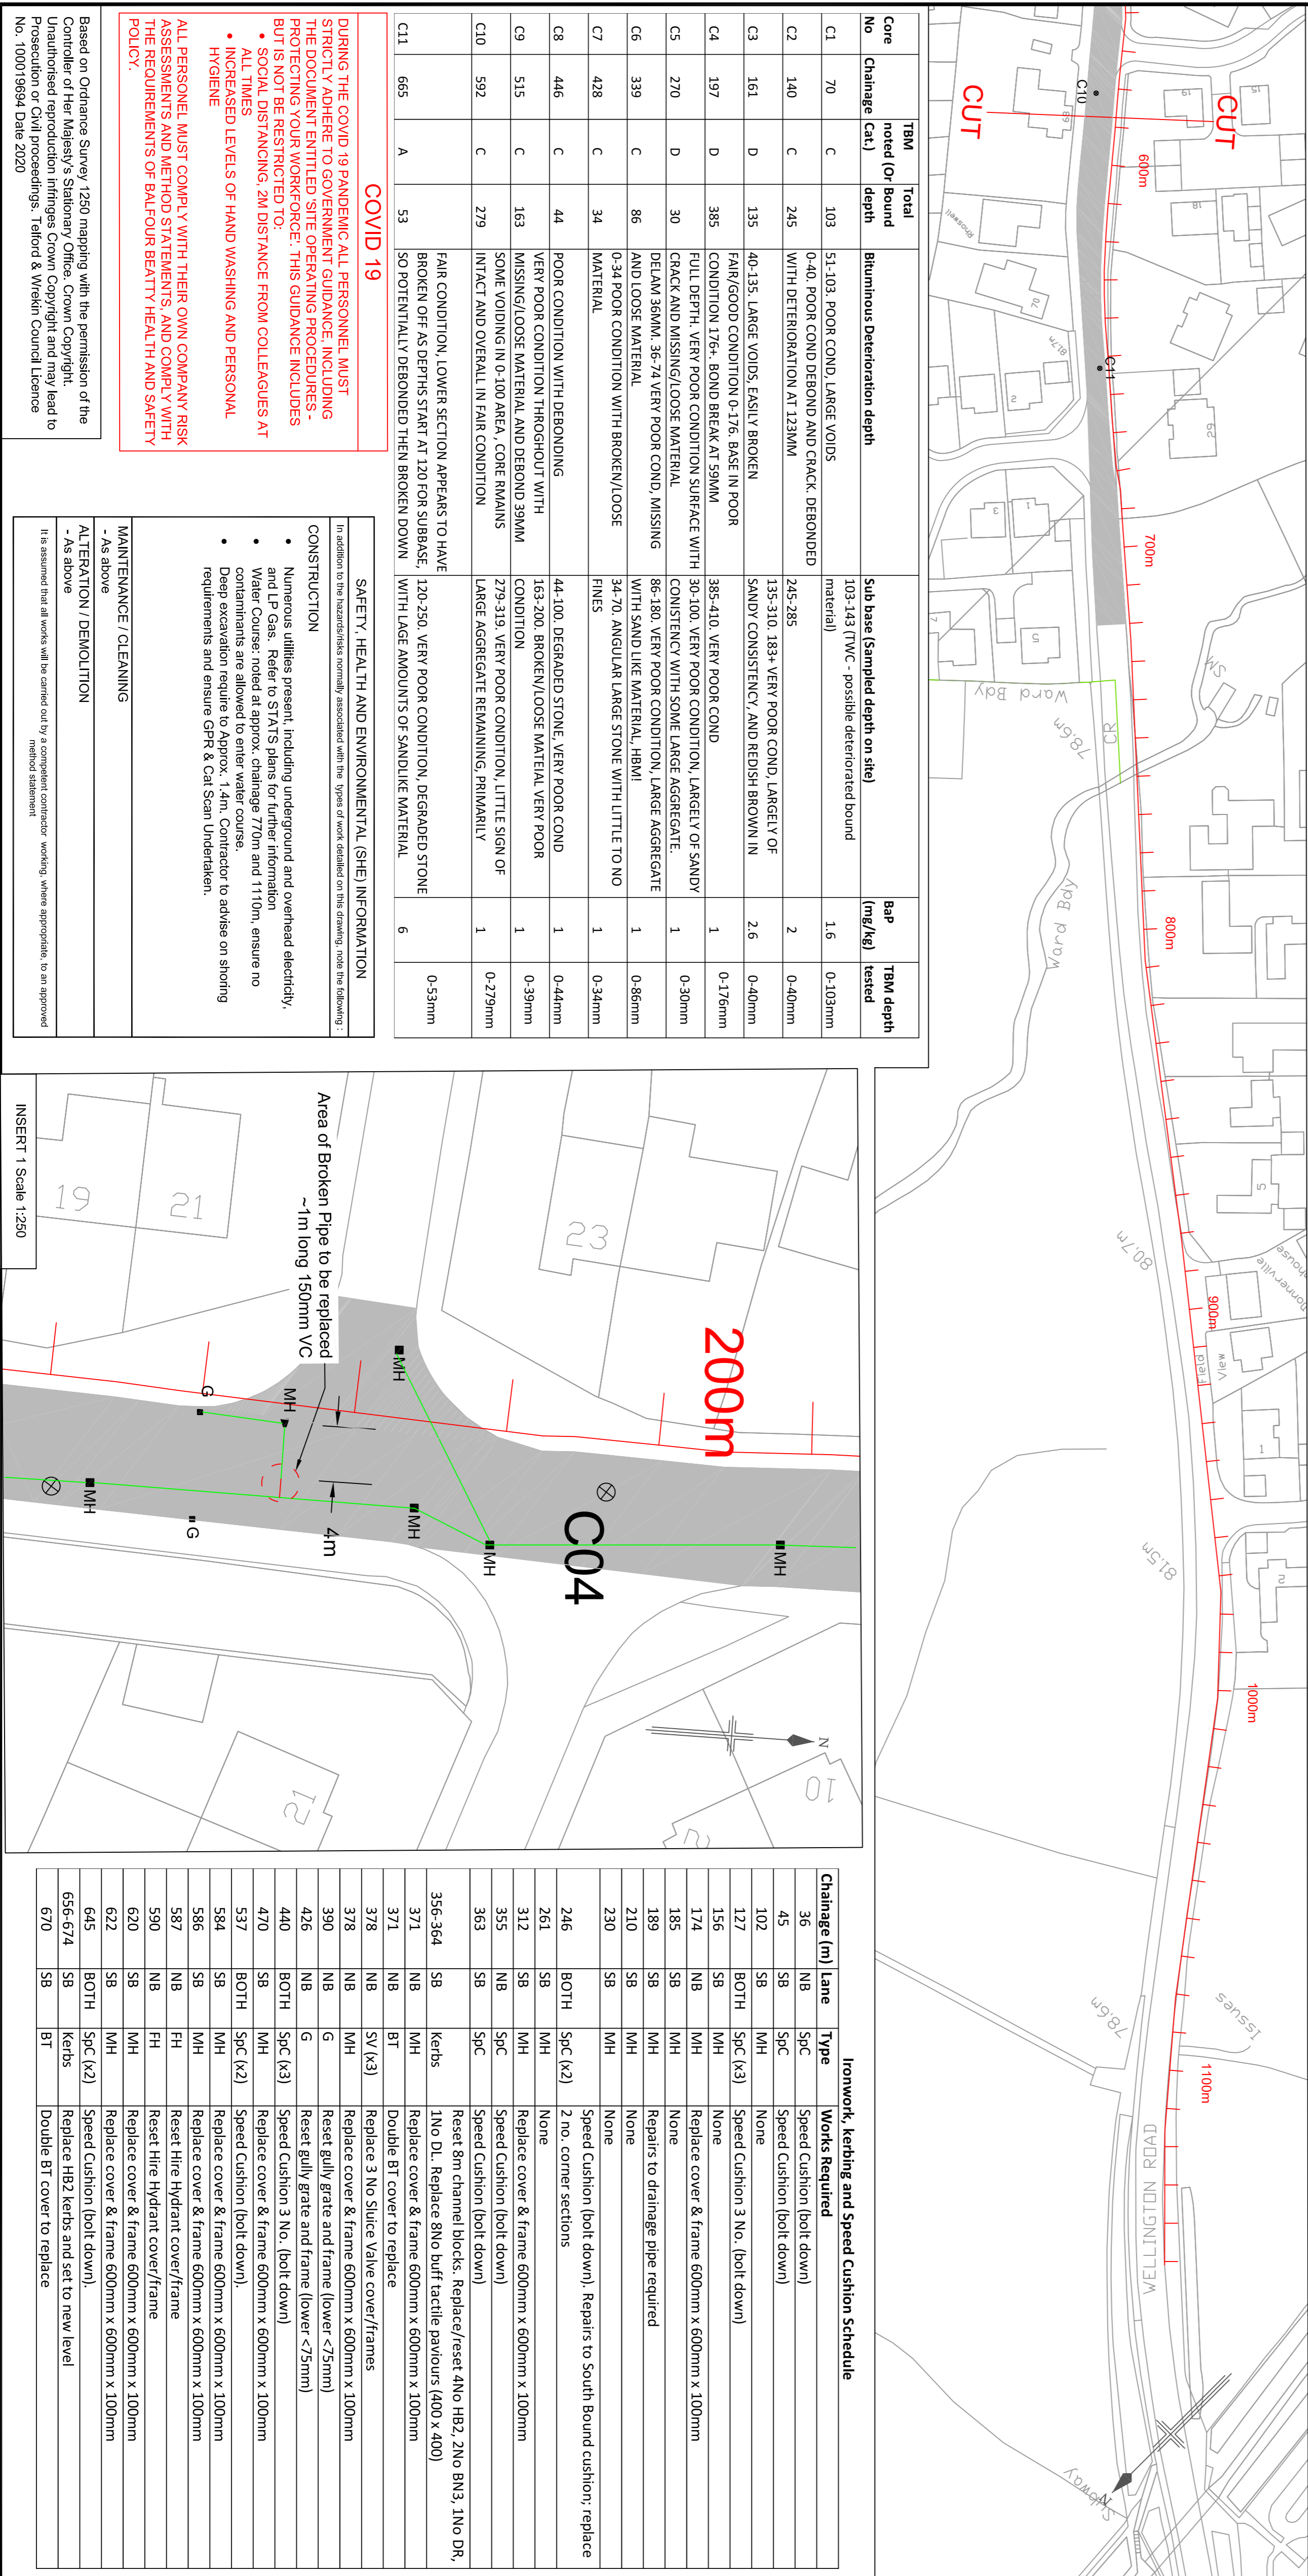 CUT
CUT
C10
C11
600m
700m
800m
900m
1000m
1100m
15
19
18
89
70
81.7m
Rhoswell
2
62
1
3
5
7
SM
Ward Bdy
CR
78.6m
Ward Bdy
80.7m
5
Field
View
1
2
81.5m
78.6m
Issues
WELLINGTON ROAD
Subway
N
Core No | Chainage | TBM noted (Or Cat.) | Total Bound depth | Bituminous Deterioration depth | Sub base (Sampled depth on site) | BaP (mg/kg) | TBM depth tested
C1 | 70 | C | 103 | 51-103. POOR COND, LARGE VOIDS | 103-143 (TWC - possible deteriorated bound material) | 1.6 | 0-103mm
C2 | 140 | C | 245 | 0-40. POOR COND DEBOND AND CRACK. DEBONDED WITH DETERIORATION AT 123MM | 245-285 | 2 | 0-40mm
C3 | 161 | D | 135 | 40-135. LARGE VOIDS, EASILY BROKEN | 135-310. 183+ VERY POOR COND, LARGELY OF SANDY CONSISTENCY, AND REDISH BROWN IN | 2.6 | 0-40mm
C4 | 197 | D | 385 | FAIR/GOOD CONDITION 0-176. BASE IN POOR CONDITION 176+. BOND BREAK AT 59MM | 385-410. VERY POOR COND | 1 | 0-176mm
C5 | 270 | D | 30 | FULL DEPTH. VERY POOR CONDITION SURFACE WITH CRACK AND MISSING/LOOSE MATERIAL | 30-100. VERY POOR CONDITION, LARGELY OF SANDY CONISTENCY WITH SOME LARGE AGGREGATE. | 1 | 0-30mm
C6 | 339 | C | 86 | DELAM 36MM. 36-74 VERY POOR COND, MISSING AND LOOSE MATERIAL | 86-180. VERY POOR CONDITION, LARGE AGGREGATE WITH SAND LIKE MATERIAL, HBM! | 1 | 0-86mm
C7 | 428 | C | 34 | 0-34 POOR CONDITION WITH BROKEN/LOOSE MATERIAL | 34-70. ANGULAR LARGE STONE WITH LITTLE TO NO FINES | 1 | 0-34mm
C8 | 446 | C | 44 | POOR CONDITION WITH DEBONDING | 44-100. DEGRADED STONE, VERY POOR COND | 1 | 0-44mm
C9 | 515 | C | 163 | VERY POOR CONDITION THROGHOUT WITH MISSING/LOOSE MATERIAL AND DEBOND 39MM | 163-200. BROKEN/LOOSE MATEIAL VERY POOR CONDITION | 1 | 0-39mm
C10 | 592 | C | 279 | SOME VOIDING IN 0-100 AREA , CORE RMAINS INTACT AND OVERALL IN FAIR CONDITION | 279-319. VERY POOR CONDITION, LITTLE SIGN OF LARGE AGGREGATE REMAINING, PRIMARILY | 1 | 0-279mm
C11 | 665 | A | 53 | FAIR CONDITION, LOWER SECTION APPEARS TO HAVE BROKEN OFF AS DEPTHS START AT 120 FOR SUBBASE, SO POTENTIALLY DEBONDED THEN BROKEN DOWN | 120-250. VERY POOR CONDITION, DEGRADED STONE WITH LAGE AMOUNTS OF SANDLIKE MATERIAL | 6 | 0-53mm
COVID 19
DURING THE COVID 19 PANDEMIC ALL PERSONNEL MUST
STRICTLY ADHERE TO GOVERNMENT GUIDANCE, INCLUDING
THE DOCUMENT ENTITLED 'SITE OPERATING PROCEDURES -
PROTECTING YOUR WORKFORCE'. THIS GUIDANCE INCLUDES
BUT IS NOT BE RESTRICTED TO:
• SOCIAL DISTANCING, 2M DISTANCE FROM COLLEAGUES AT
ALL TIMES
• INCREASED LEVELS OF HAND WASHING AND PERSONAL
HYGIENE
ALL PERSONEL MUST COMPLY WITH THEIR OWN COMPANY RISK
ASSESSMENTS AND METHOD STATEMENTS, AND COMPLY WITH
THE REQUIREMENTS OF BALFOUR BEATTY HEALTH AND SAFETY
POLICY.
Based on Ordnance Survey 1250 mapping with the permission of the
Controller of Her Majesty's Stationary Office. Crown Copyright.
Unauthorised reproduction infringes Crown Copyright and may lead to
Prosecution or Civil proceedings. Telford & Wrekin Council Licence
No. 100019694 Date 2020
SAFETY, HEALTH AND ENVIRONMENTAL (SHE) INFORMATION
In addition to the hazards/risks normally associated with the types of work detailed on this drawing, note the following :
CONSTRUCTION
• Numerous utilities present, including underground and overhead electricity,
and LP Gas. Refer to STATS plans for further information
• Water Course: noted at approx. chainage 770m and 1110m, ensure no
contaminants are allowed to enter water course.
• Deep excavation require to Approx. 1.4m. Contractor to advise on shoring
requirements and ensure GPR & Cat Scan Undertaken.
MAINTENANCE / CLEANING
- As above
ALTERATION / DEMOLITION
- As above
It is assumed that all works will be carried out by a competent contractor working, where appropriate, to an approved
method statement
200m
C04
Area of Broken Pipe to be replaced
~1m long 150mm VC
4m
MH
MH
MH
MH
MH
MH
G
G
19
21
23
21
10
2
N
INSERT 1 Scale 1:250
Ironwork, kerbing and Speed Cushion Schedule
Chainage (m) | Lane | Type | Works Required
36 | NB | SpC | Speed Cushion (bolt down)
45 | SB | SpC | Speed Cushion (bolt down)
102 | SB | MH | None
127 | BOTH | SpC (x3) | Speed Cushion 3 No. (bolt down)
156 | SB | MH | None
174 | NB | MH | Replace cover & frame 600mm x 600mm x 100mm
185 | SB | MH | None
189 | SB | MH | Repairs to drainage pipe required
210 | SB | MH | None
230 | SB | MH | None
246 | BOTH | SpC (x2) | Speed Cushion (bolt down). Repairs to South Bound cushion; replace 2 no. corner sections
261 | SB | MH | None
312 | SB | MH | Replace cover & frame 600mm x 600mm x 100mm
355 | NB | SpC | Speed Cushion (bolt down)
363 | SB | SpC | Speed Cushion (bolt down)
356-364 | SB | Kerbs | Reset 8m channel blocks. Replace/reset 4No HB2, 2No BN3, 1No DR, 1No DL. Replace 8No buff tactile paviours (400 x 400)
371 | NB | MH | Replace cover & frame 600mm x 600mm x 100mm
371 | NB | BT | Double BT cover to replace
378 | NB | SV (x3) | Replace 3 No Sluice Valve cover/frames
378 | NB | MH | Replace cover & frame 600mm x 600mm x 100mm
390 | NB | G | Reset gully grate and frame (lower <75mm)
426 | NB | G | Reset gully grate and frame (lower <75mm)
440 | BOTH | SpC (x3) | Speed Cushion 3 No. (bolt down)
470 | SB | MH | Replace cover & frame 600mm x 600mm x 100mm
537 | BOTH | SpC (x2) | Speed Cushion (bolt down).
584 | SB | MH | Replace cover & frame 600mm x 600mm x 100mm
586 | SB | MH | Replace cover & frame 600mm x 600mm x 100mm
587 | NB | FH | Reset Hire Hydrant cover/frame
590 | NB | FH | Reset Hire Hydrant cover/frame
620 | SB | MH | Replace cover & frame 600mm x 600mm x 100mm
622 | SB | MH | Replace cover & frame 600mm x 600mm x 100mm
645 | BOTH | SpC (x2) | Speed Cushion (bolt down).
656-674 | SB | Kerbs | Replace HB2 kerbs and set to new level
670 | SB | BT | Double BT cover to replace